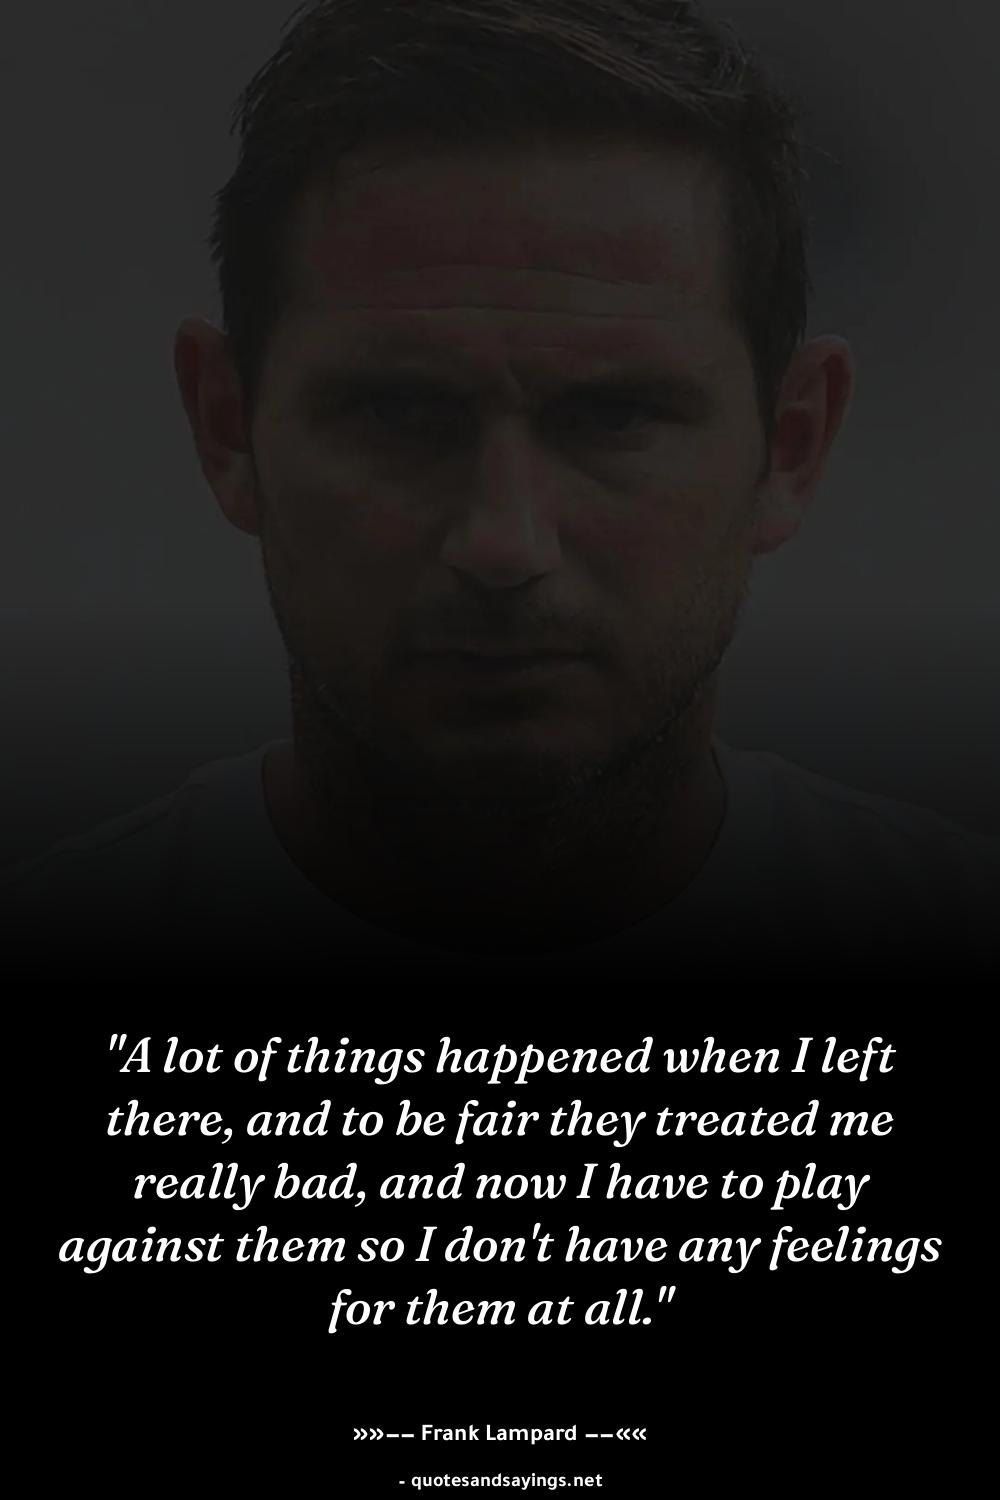 "A lot of things happened when I left
there, and to be fair they treated me
really bad, and now I have to play
against them so I don't have any feelings
for them at all."
»»−− Frank Lampard −−««
- quotesandsayings.net